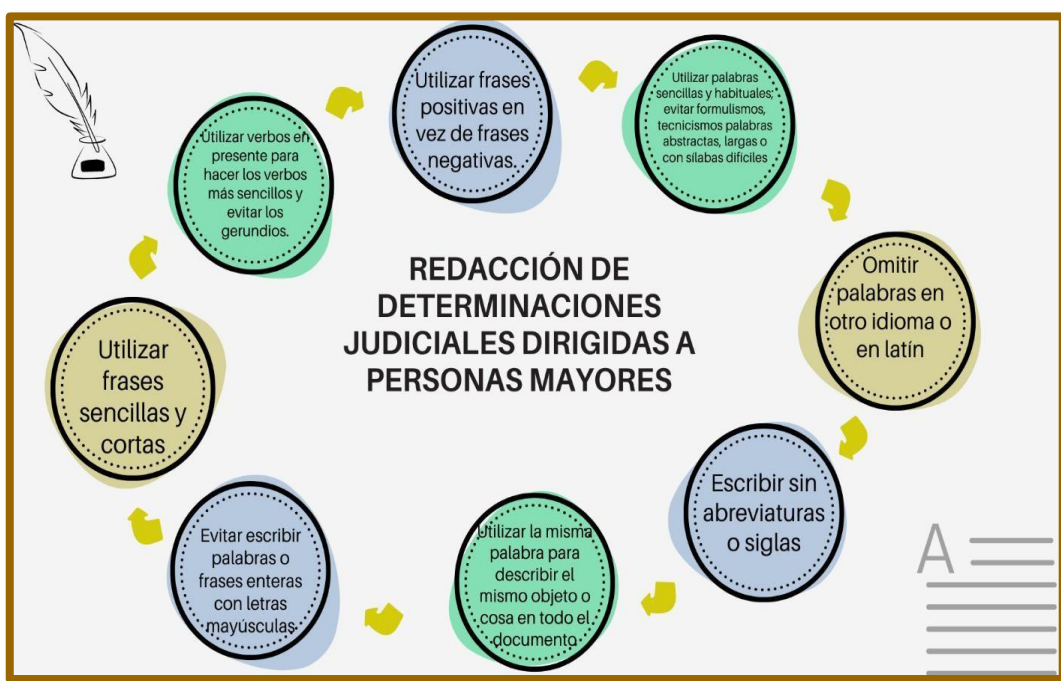 REDACCIÓN DE
DETERMINACIONES
JUDICIALES DIRIGIDAS A
PERSONAS MAYORES
Utilizar frases
positivas en
vez de frases
negativas.
Utilizar palabras
sencillas y habituales;
evitar formulismos,
tecnicismos palabras
abstractas, largas o
con sílabas difíciles
Omitir
palabras en
otro idioma o
en latín
Escribir sin
abreviaturas
o siglas
Utilizar la misma
palabra para
describir el
mismo objeto o
cosa en todo el
documento
Evitar escribir
palabras o
frases enteras
con letras
mayúsculas
Utilizar
frases
sencillas y
cortas
Utilizar verbos en
presente para
hacer los verbos
más sencillos y
evitar los
gerundios.
A